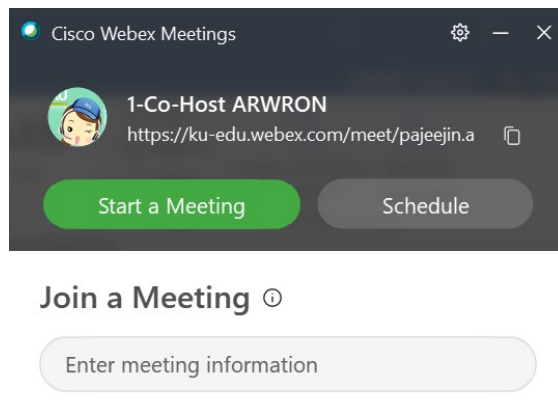 Cisco Webex Meetings
1-Co-Host ARWRON
https://ku-edu.webex.com/meet/pajeejin.a
Start a Meeting
Schedule
Join a Meeting
Enter meeting information